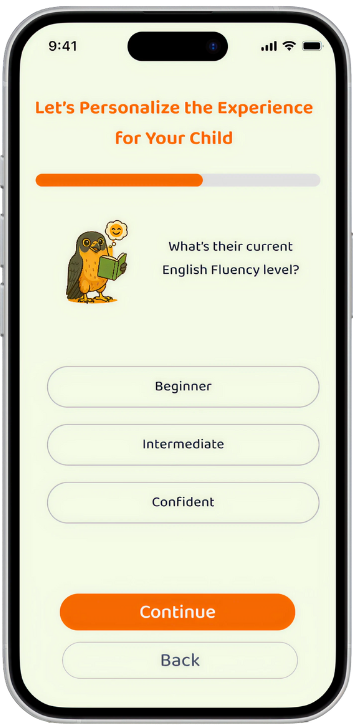 9:41
Let's Personalize the Experience
for Your Child
What's their current
English Fluency level?
Beginner
Intermediate
Confident
Continue
Back